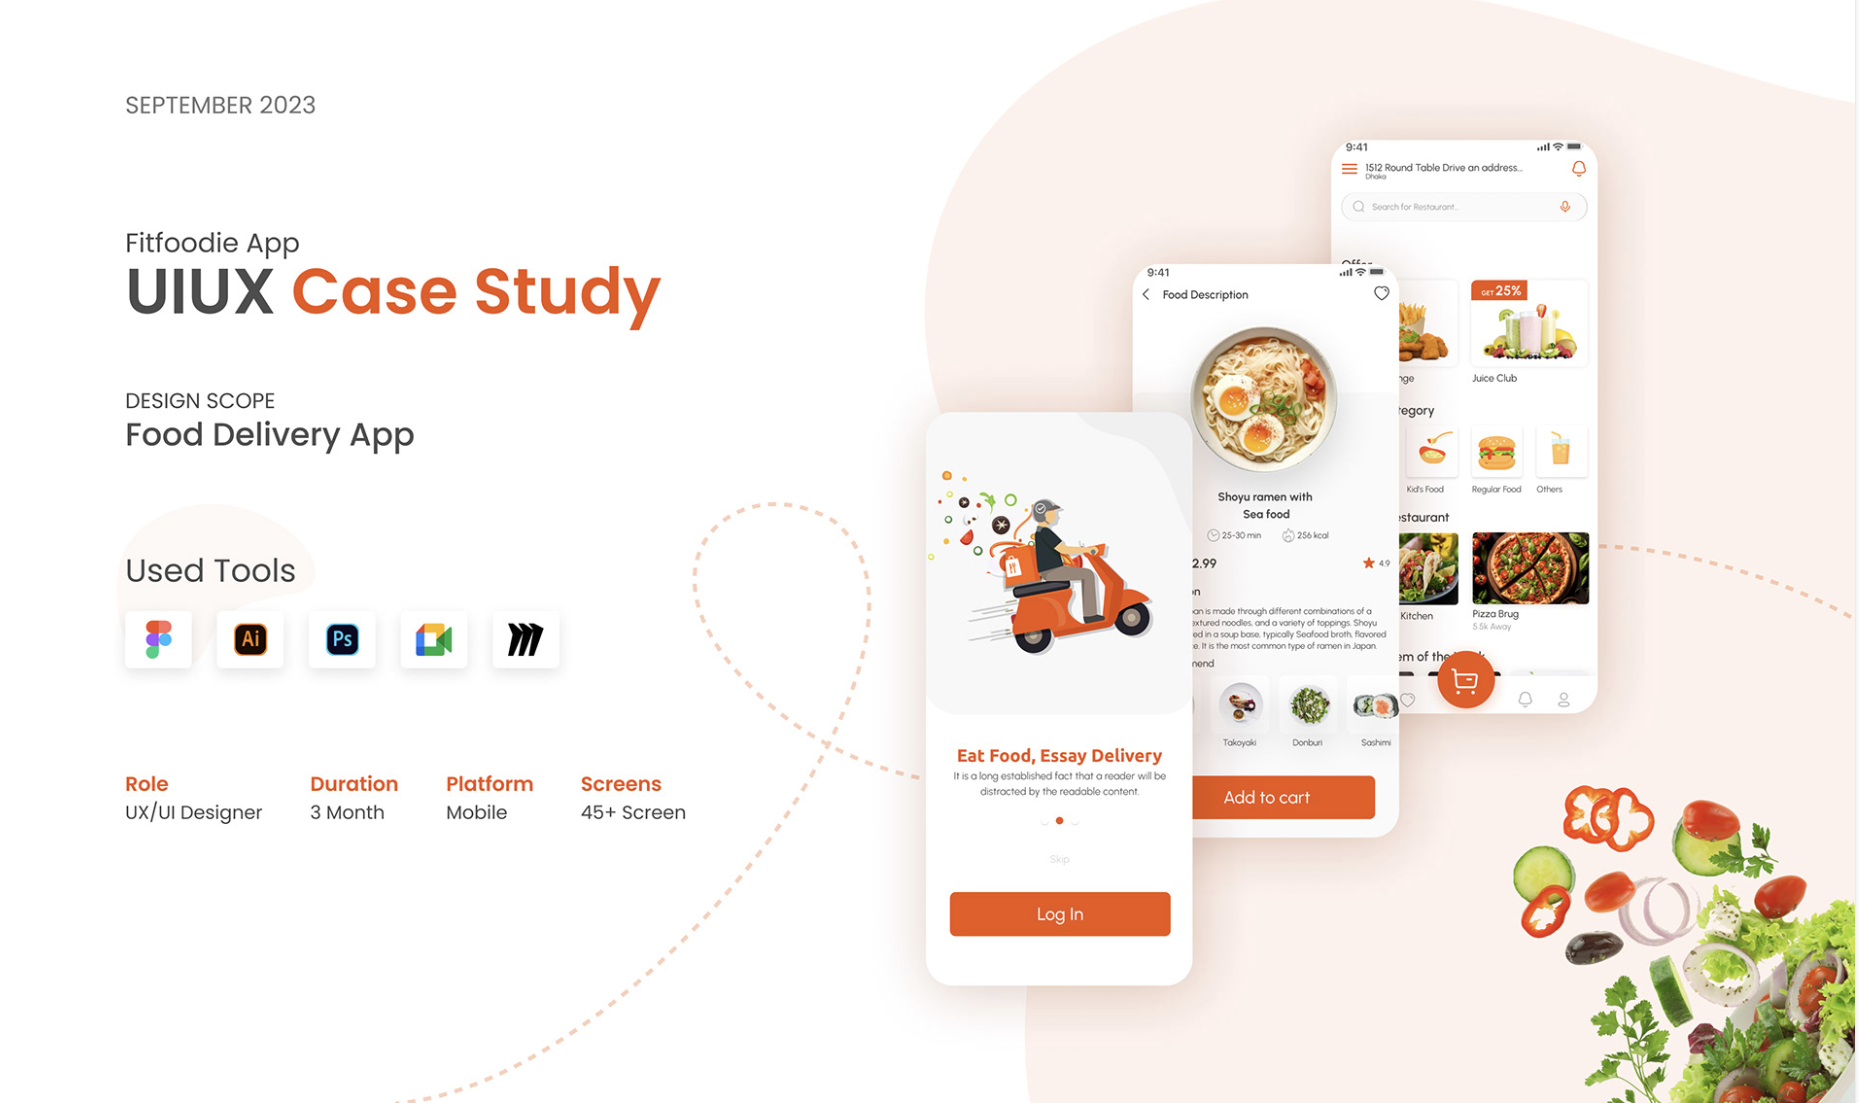 SEPTEMBER 2023
Fitfoodie App
UIUX Case Study
DESIGN SCOPE
Food Delivery App
Used Tools
Ai
Ps
Role
UX/UI Designer
Duration
3 Month
Platform
Mobile
Screens
45+ Screen
Eat Food, Essay Delivery
It is a long established fact that a reader will be
distracted by the readable content.
Skip
Log In
9:41
Food Description
Shoyu ramen with
Sea food
25-30 min
256 kcal
2.99
4.9
on
an is made through different combinations of a
extured noodles, and a variety of toppings. Shoyu
ed in a soup base, typically Seafood broth, flavored
e. It is the most common type of ramen in Japan.
mend
Takoyaki
Donburi
Sashimi
Add to cart
9:41
1512 Round Table Drive an address...
Dhaka
Search for Restaurant..
Offer
GET 25%
nge
Juice Club
tegory
Kid's Food
Regular Food
Others
estaurant
Kitchen
Pizza Brug
5.5k Away
em of the